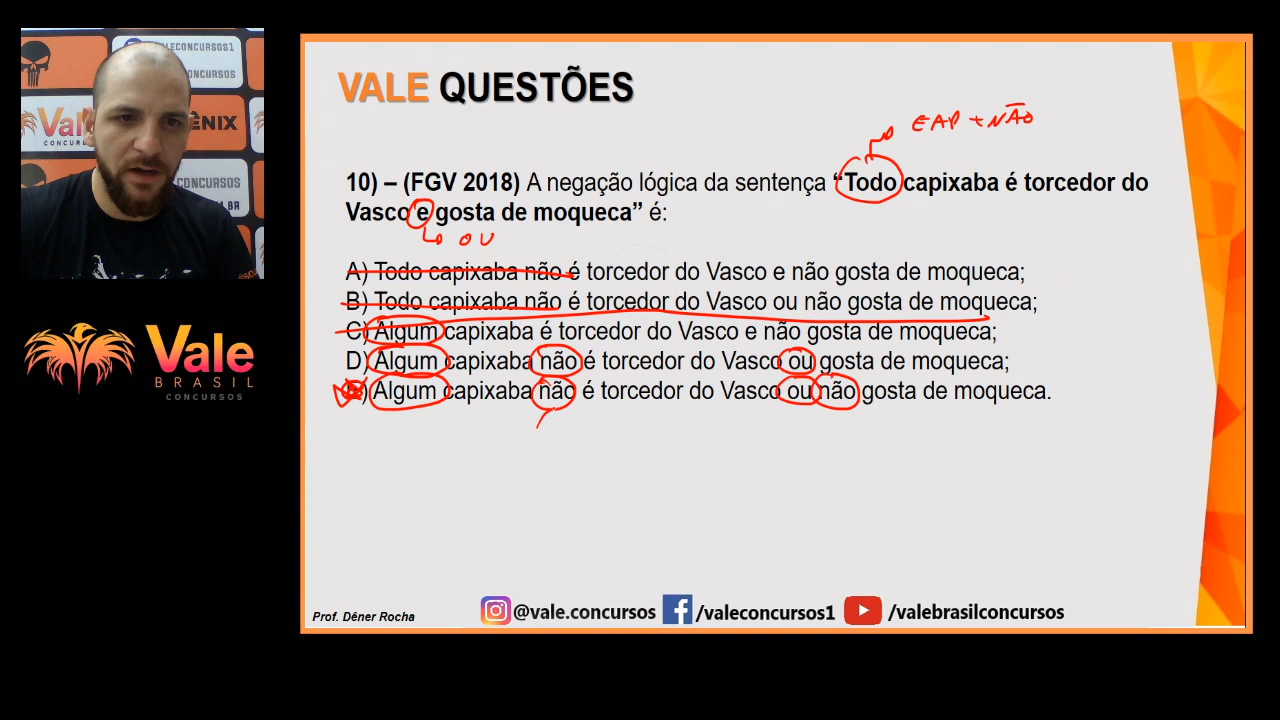 VALECONCURSOS1
CONCURSOS
Val
ÊNIX
CONCURSOS
VALE QUESTÕES
EAP + NÃO
10) – (FGV 2018) A negação lógica da sentença “Todo capixaba é torcedor do
Vasco e gosta de moqueca” é:
OU
A) Todo capixaba não é torcedor do Vasco e não gosta de moqueca;
B) Todo capixaba não é torcedor do Vasco ou não gosta de moqueca;
C) Algum capixaba é torcedor do Vasco e não gosta de moqueca;
D) Algum capixaba não é torcedor do Vasco ou gosta de moqueca;
) Algum capixaba não é torcedor do Vasco ou não gosta de moqueca.
Vale
BRASIL
CONCURSOS
Prof. Dêner Rocha
@vale.concursos /valeconcursos1 /valebrasilconcursos